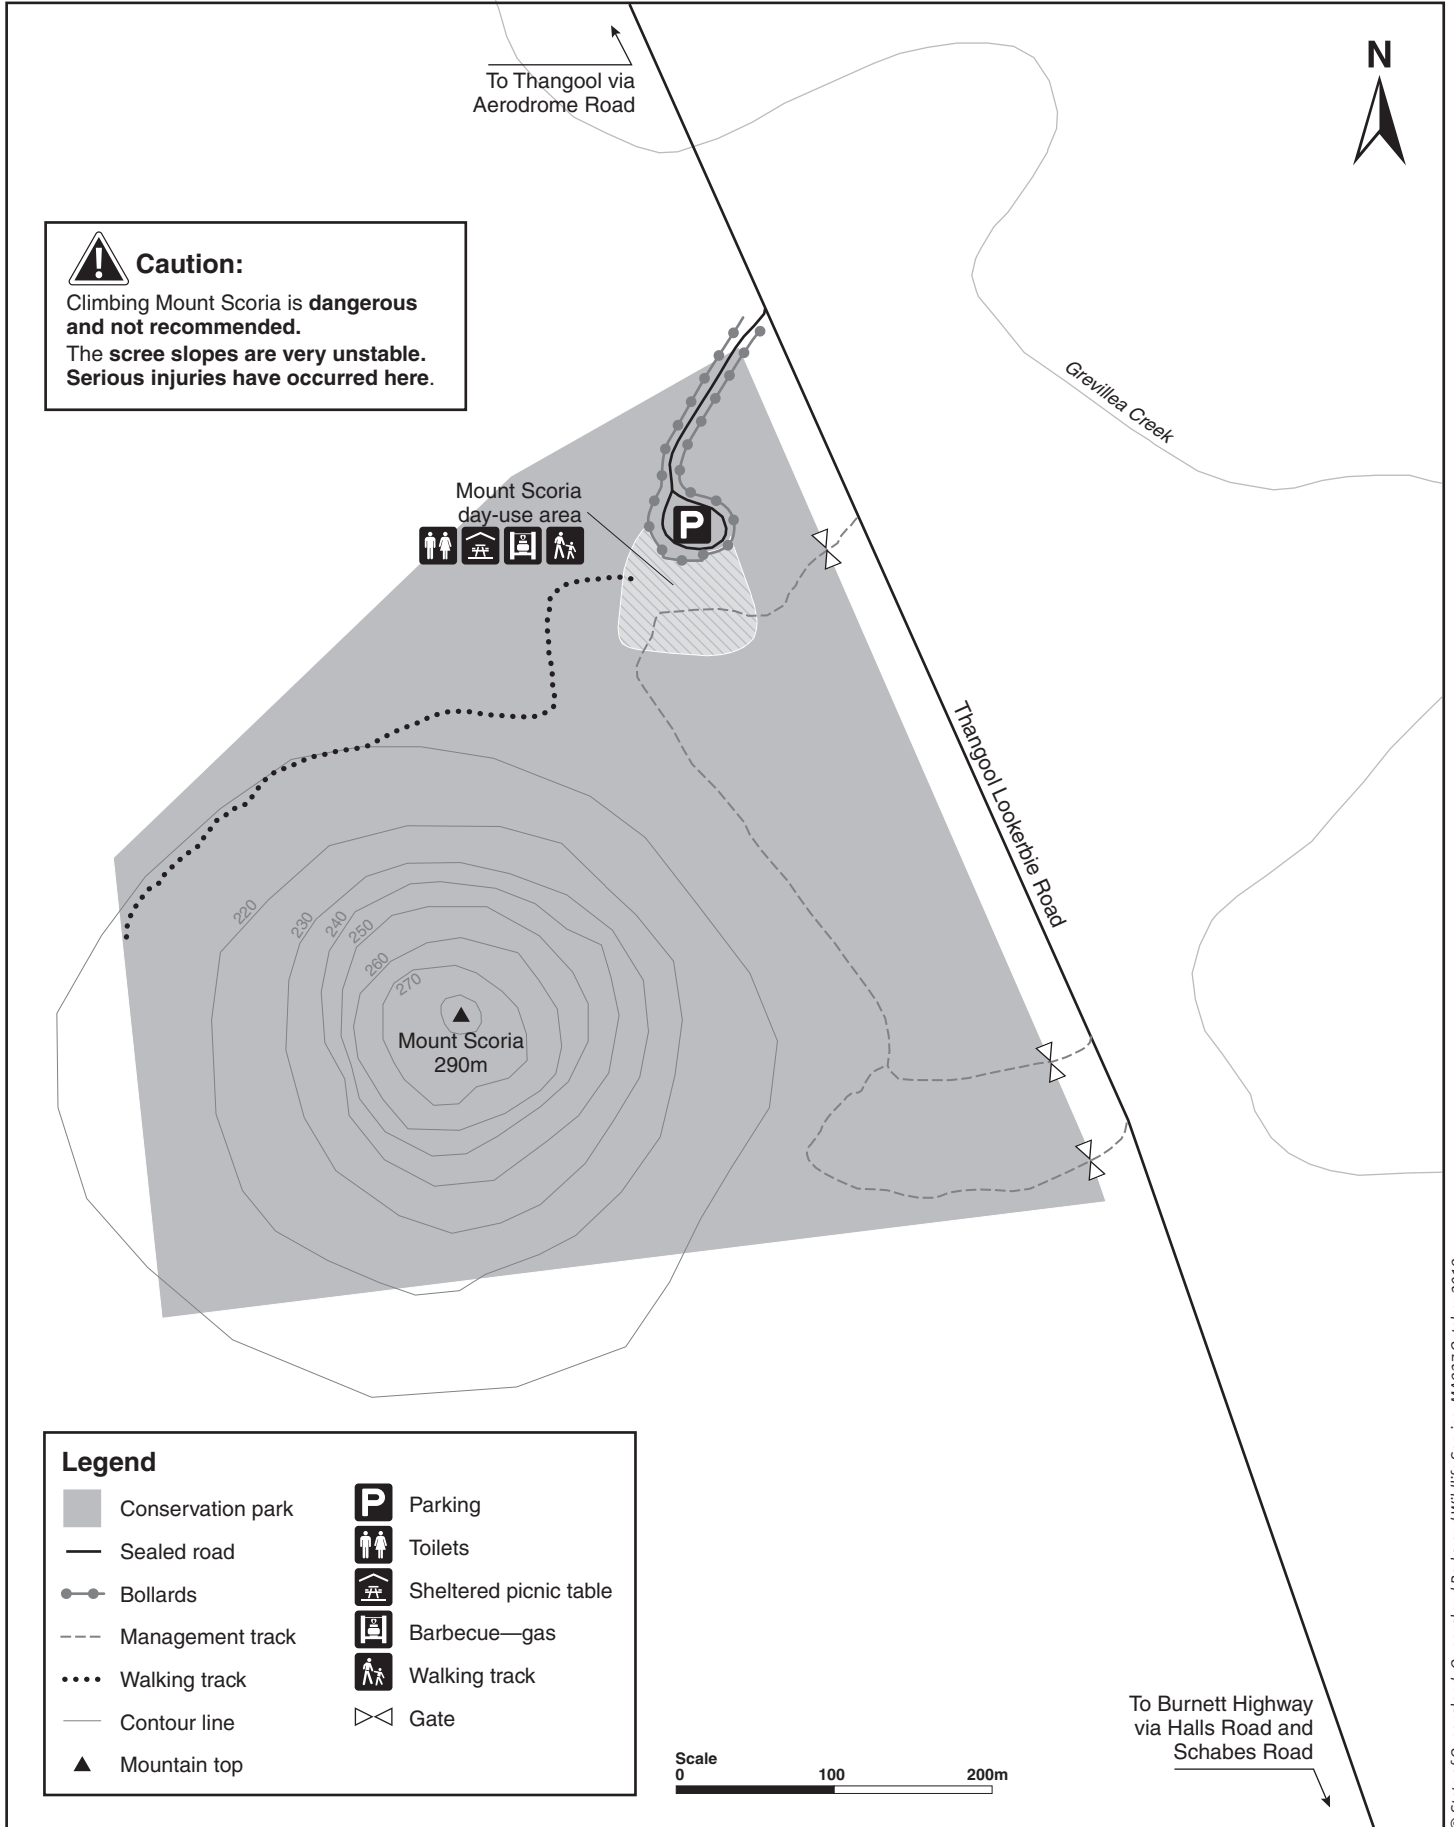 To Thangool via
Aerodrome Road
N
Caution:
Climbing Mount Scoria is dangerous
and not recommended.
The scree slopes are very unstable.
Serious injuries have occurred here.
Grevillea Creek
Mount Scoria
day-use area
P
Thangool Lookerbie Road
220
230
240
250
260
270
Mount Scoria
290m
Legend
Conservation park
Sealed road
Bollards
Management track
Walking track
Contour line
Mountain top
P
Parking
Toilets
Sheltered picnic table
Barbecue—gas
Walking track
Gate
Scale
0 100 200m
To Burnett Highway
via Halls Road and
Schabes Road